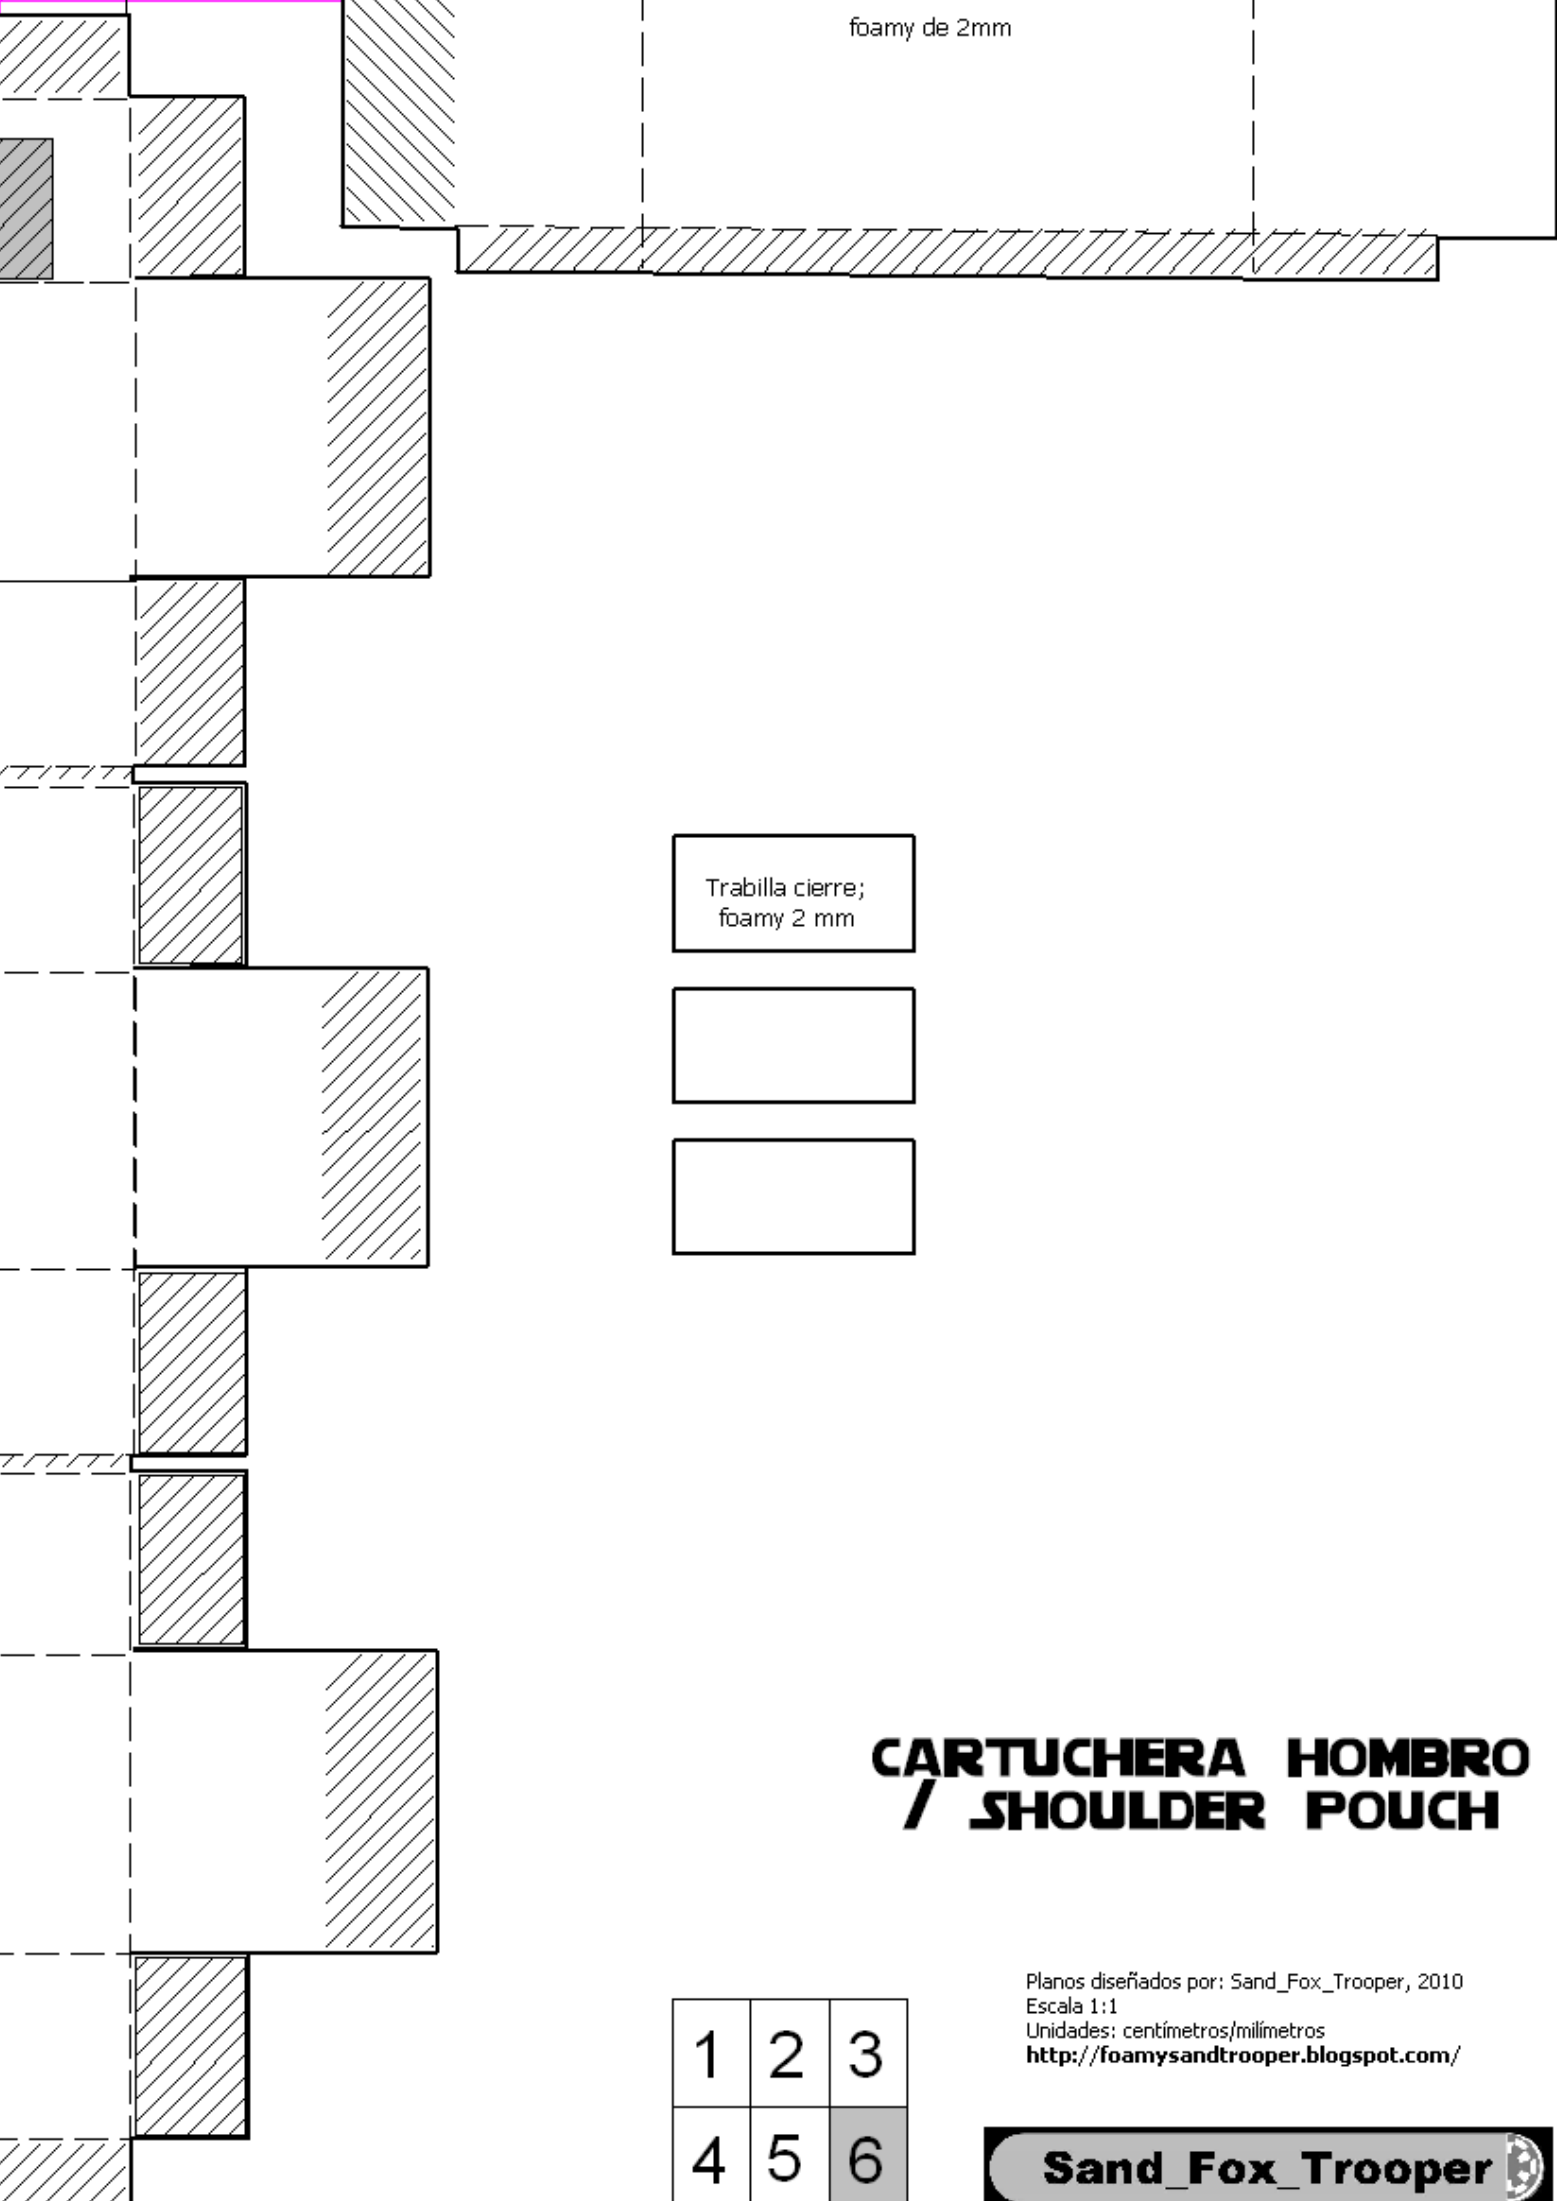 foamy de 2mm
Trabilla cierre;
foamy 2 mm
CARTUCHERA HOMBRO
/ SHOULDER POUCH
Planos diseñados por: Sand_Fox_Trooper, 2010
Escala 1:1
Unidades: centímetros/milímetros
http://foamysandtrooper.blogspot.com/
1 2 3
4 5 6
Sand_Fox_Trooper